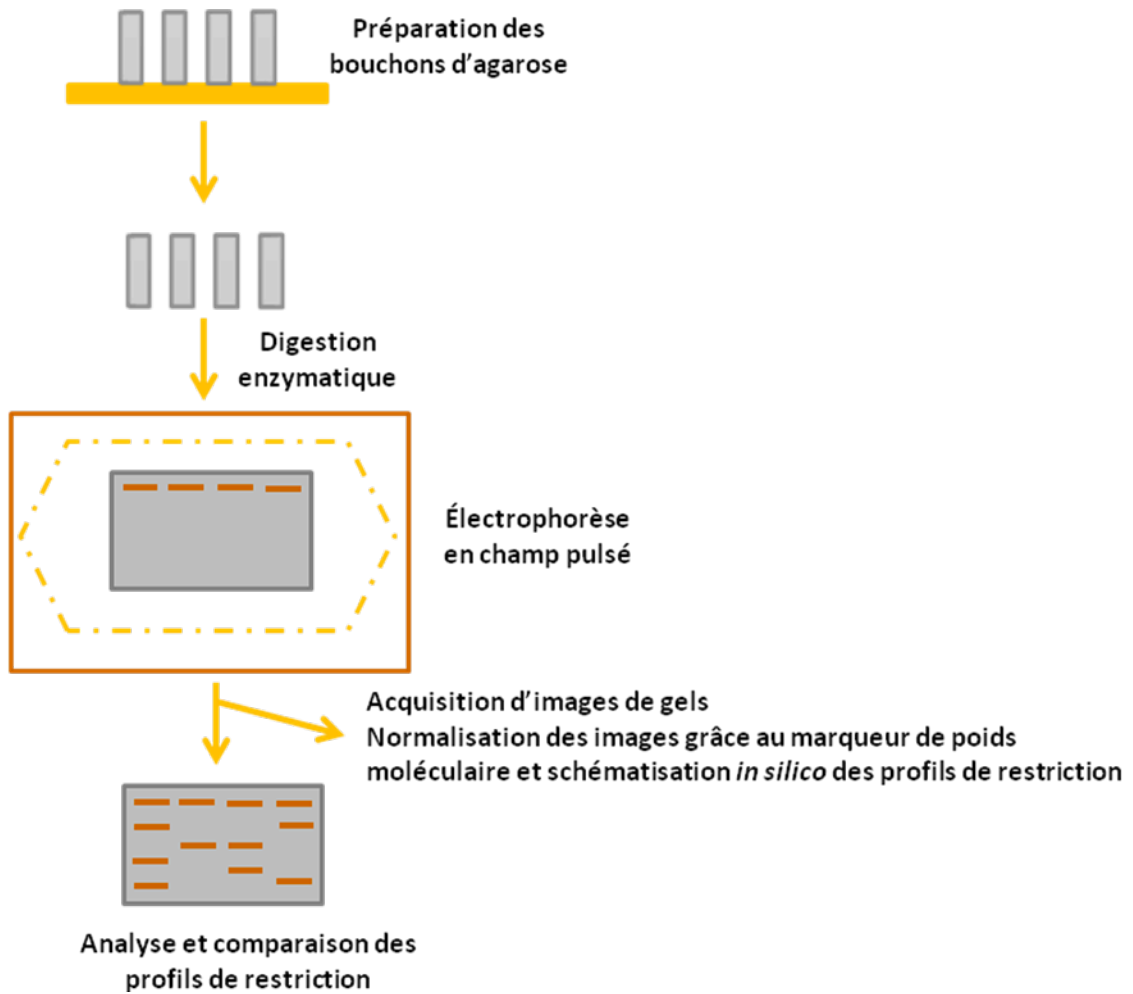 Préparation des
bouchons d’agarose
Digestion
enzymatique
Électrophorèse
en champ pulsé
Acquisition d’images de gels
Normalisation des images grâce au marqueur de poids
moléculaire et schématisation in silico des profils de restriction
Analyse et comparaison des
profils de restriction